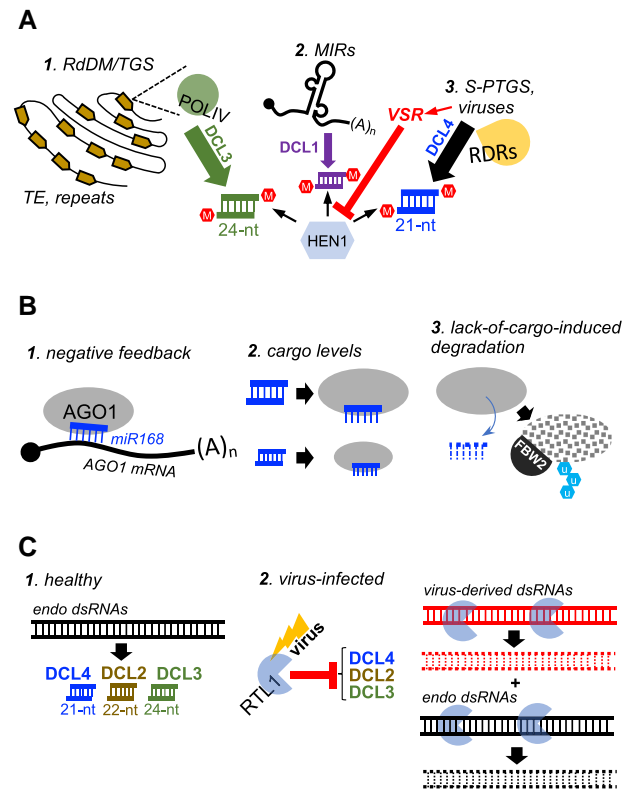 A
1. RdDM/TGS
POLIV
DCL3
TE, repeats
M
M
24-nt
2. MIRs
(A)n
DCL1
M
M
HEN1
VSR
3. S-PTGS,
viruses
DCL4
RDRs
M
M
21-nt
B
1. negative feedback
AGO1
miR168
(A)n
AGO1 mRNA
2. cargo levels
3. lack-of-cargo-induced
degradation
FBW2
u
u
u
C
1. healthy
endo dsRNAs
DCL4 DCL2 DCL3
21-nt 22-nt 24-nt
2. virus-infected
virus
RTL1
DCL4
DCL2
DCL3
virus-derived dsRNAs
+
endo dsRNAs